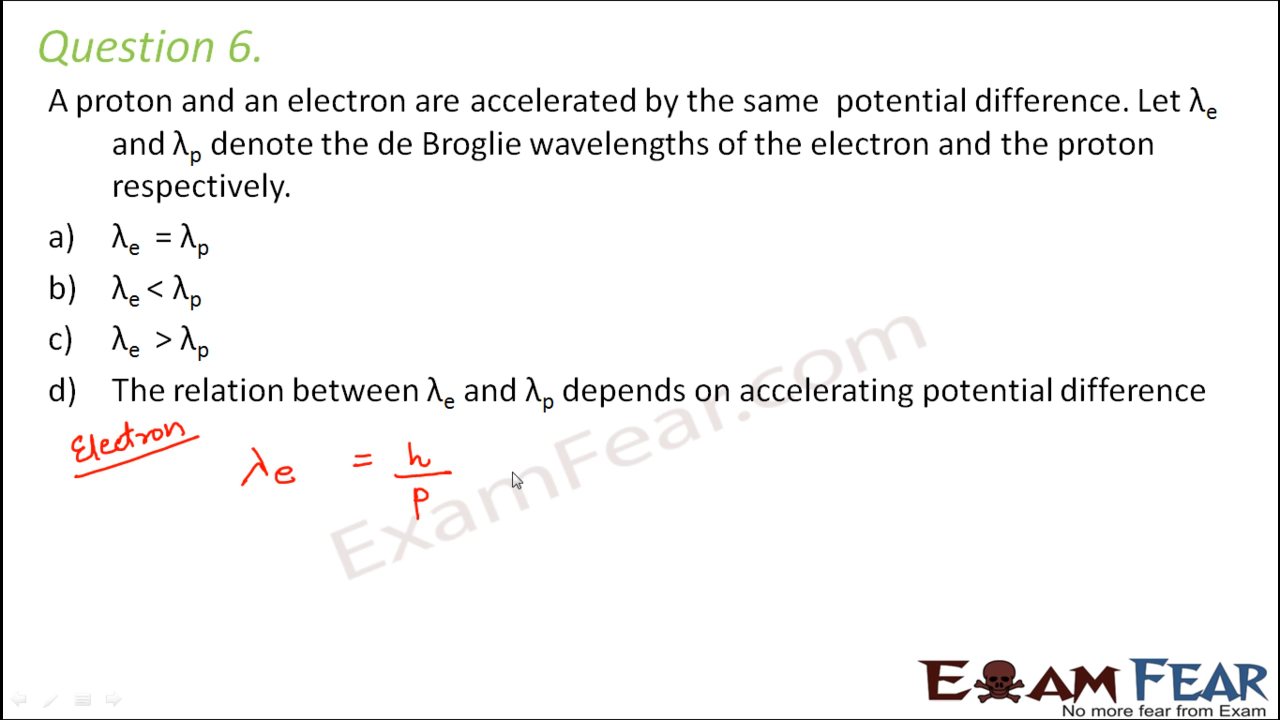 Question 6.
A proton and an electron are accelerated by the same potential difference. Let λe
and λp denote the de Broglie wavelengths of the electron and the proton
respectively.
a) λe = λp
b) λe < λp
c) λe > λp
d) The relation between λe and λp depends on accelerating potential difference
Electron
λe = h/p
ExamFear.com
EXAM FEAR
No more fear from Exam